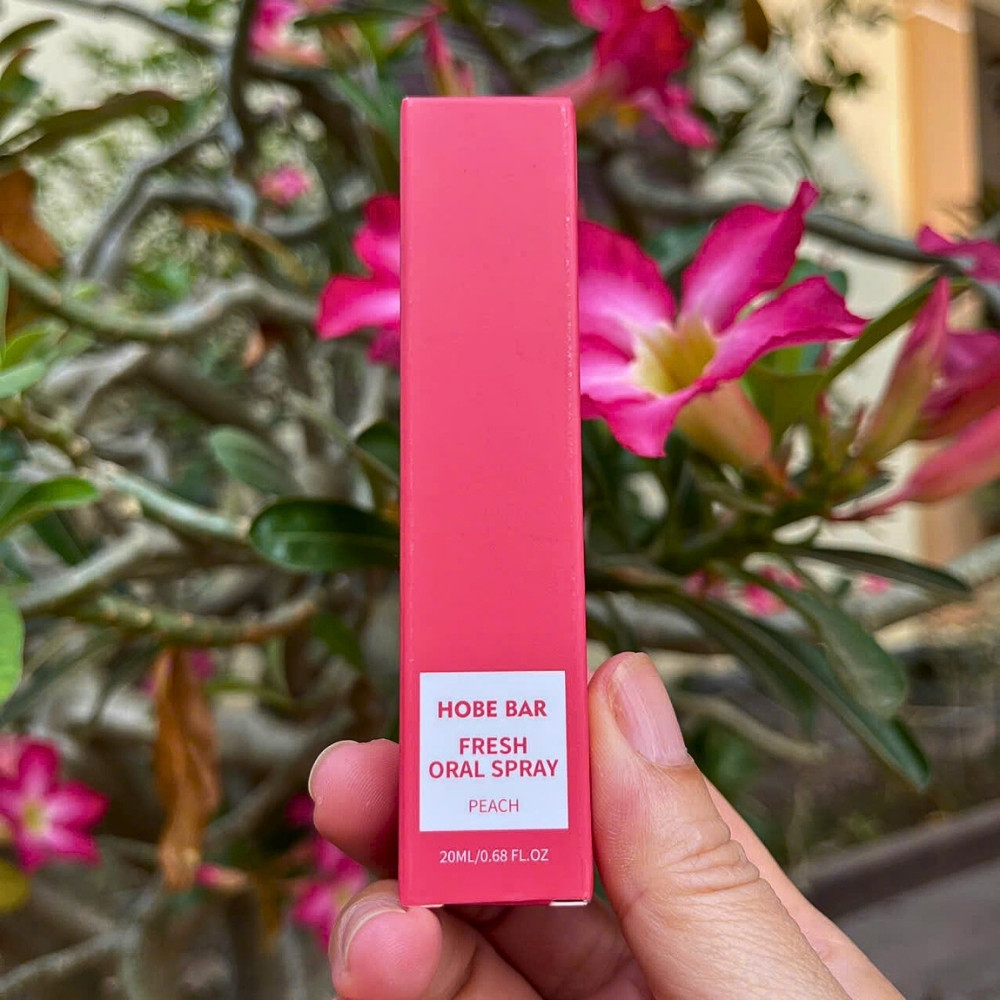 HOBE BAR
FRESH
ORAL SPRAY
PEACH
20ML/0.68 FL.OZ